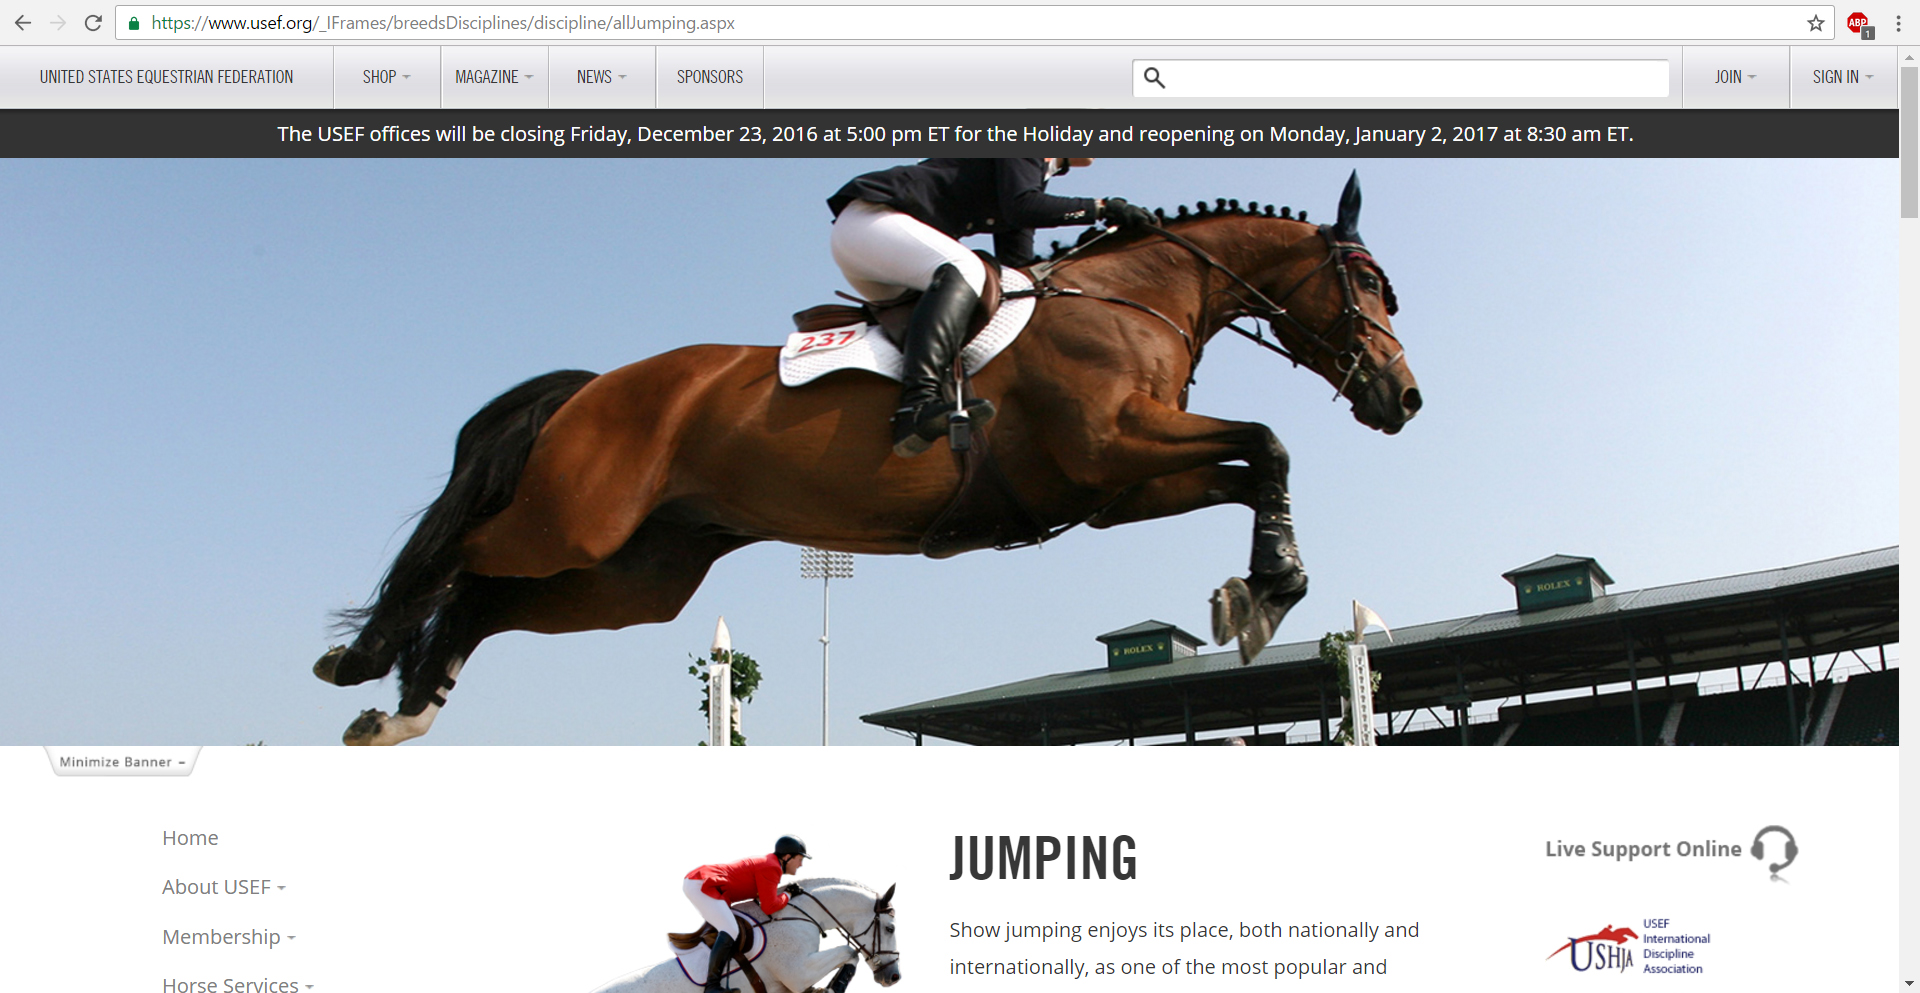 https://www.usef.org/_IFrames/breedsDisciplines/discipline/allJumping.aspx
ABP
1
UNITED STATES EQUESTRIAN FEDERATION
SHOP
MAGAZINE
NEWS
SPONSORS
JOIN
SIGN IN
The USEF offices will be closing Friday, December 23, 2016 at 5:00 pm ET for the Holiday and reopening on Monday, January 2, 2017 at 8:30 am ET.
237
ROLEX
ROLEX
Minimize Banner –
Home
About USEF
Membership
Horse Services
JUMPING
Show jumping enjoys its place, both nationally and
internationally, as one of the most popular and
Live Support Online
USHJA
USEF
International
Discipline
Association